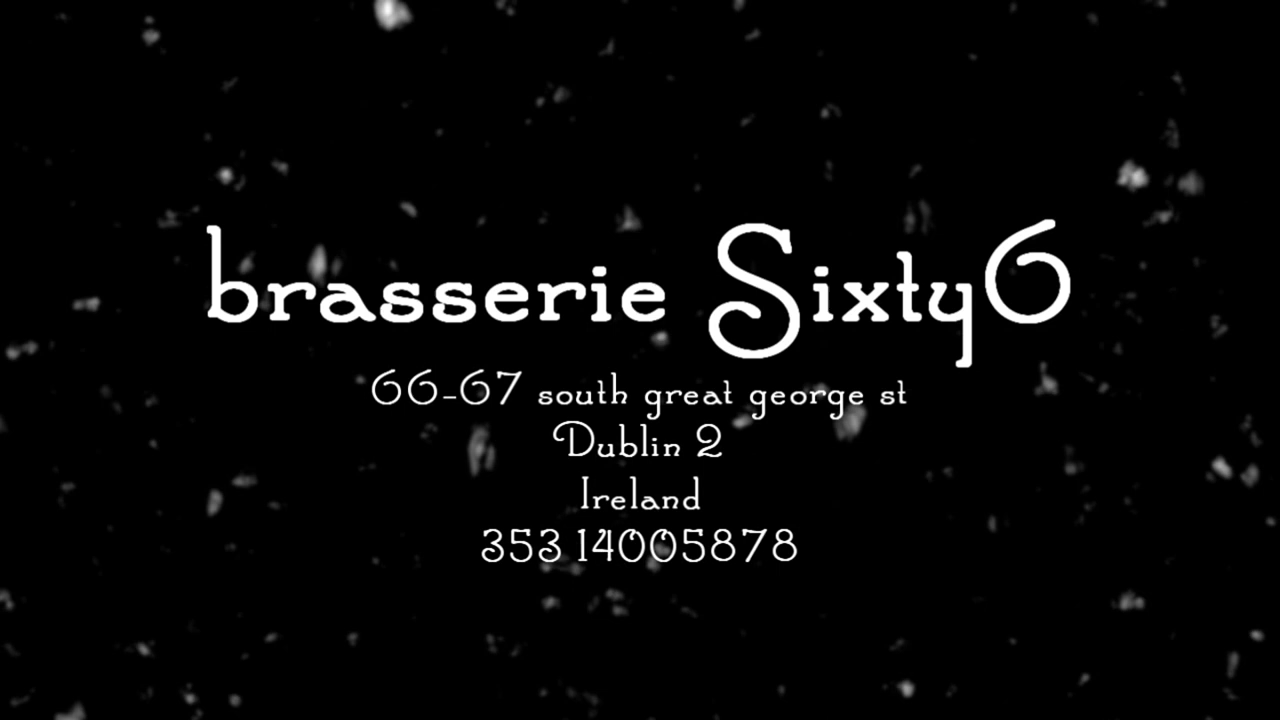 brasserie Sixty6
66-67 south great george st
Dublin 2
Ireland
353 14005878